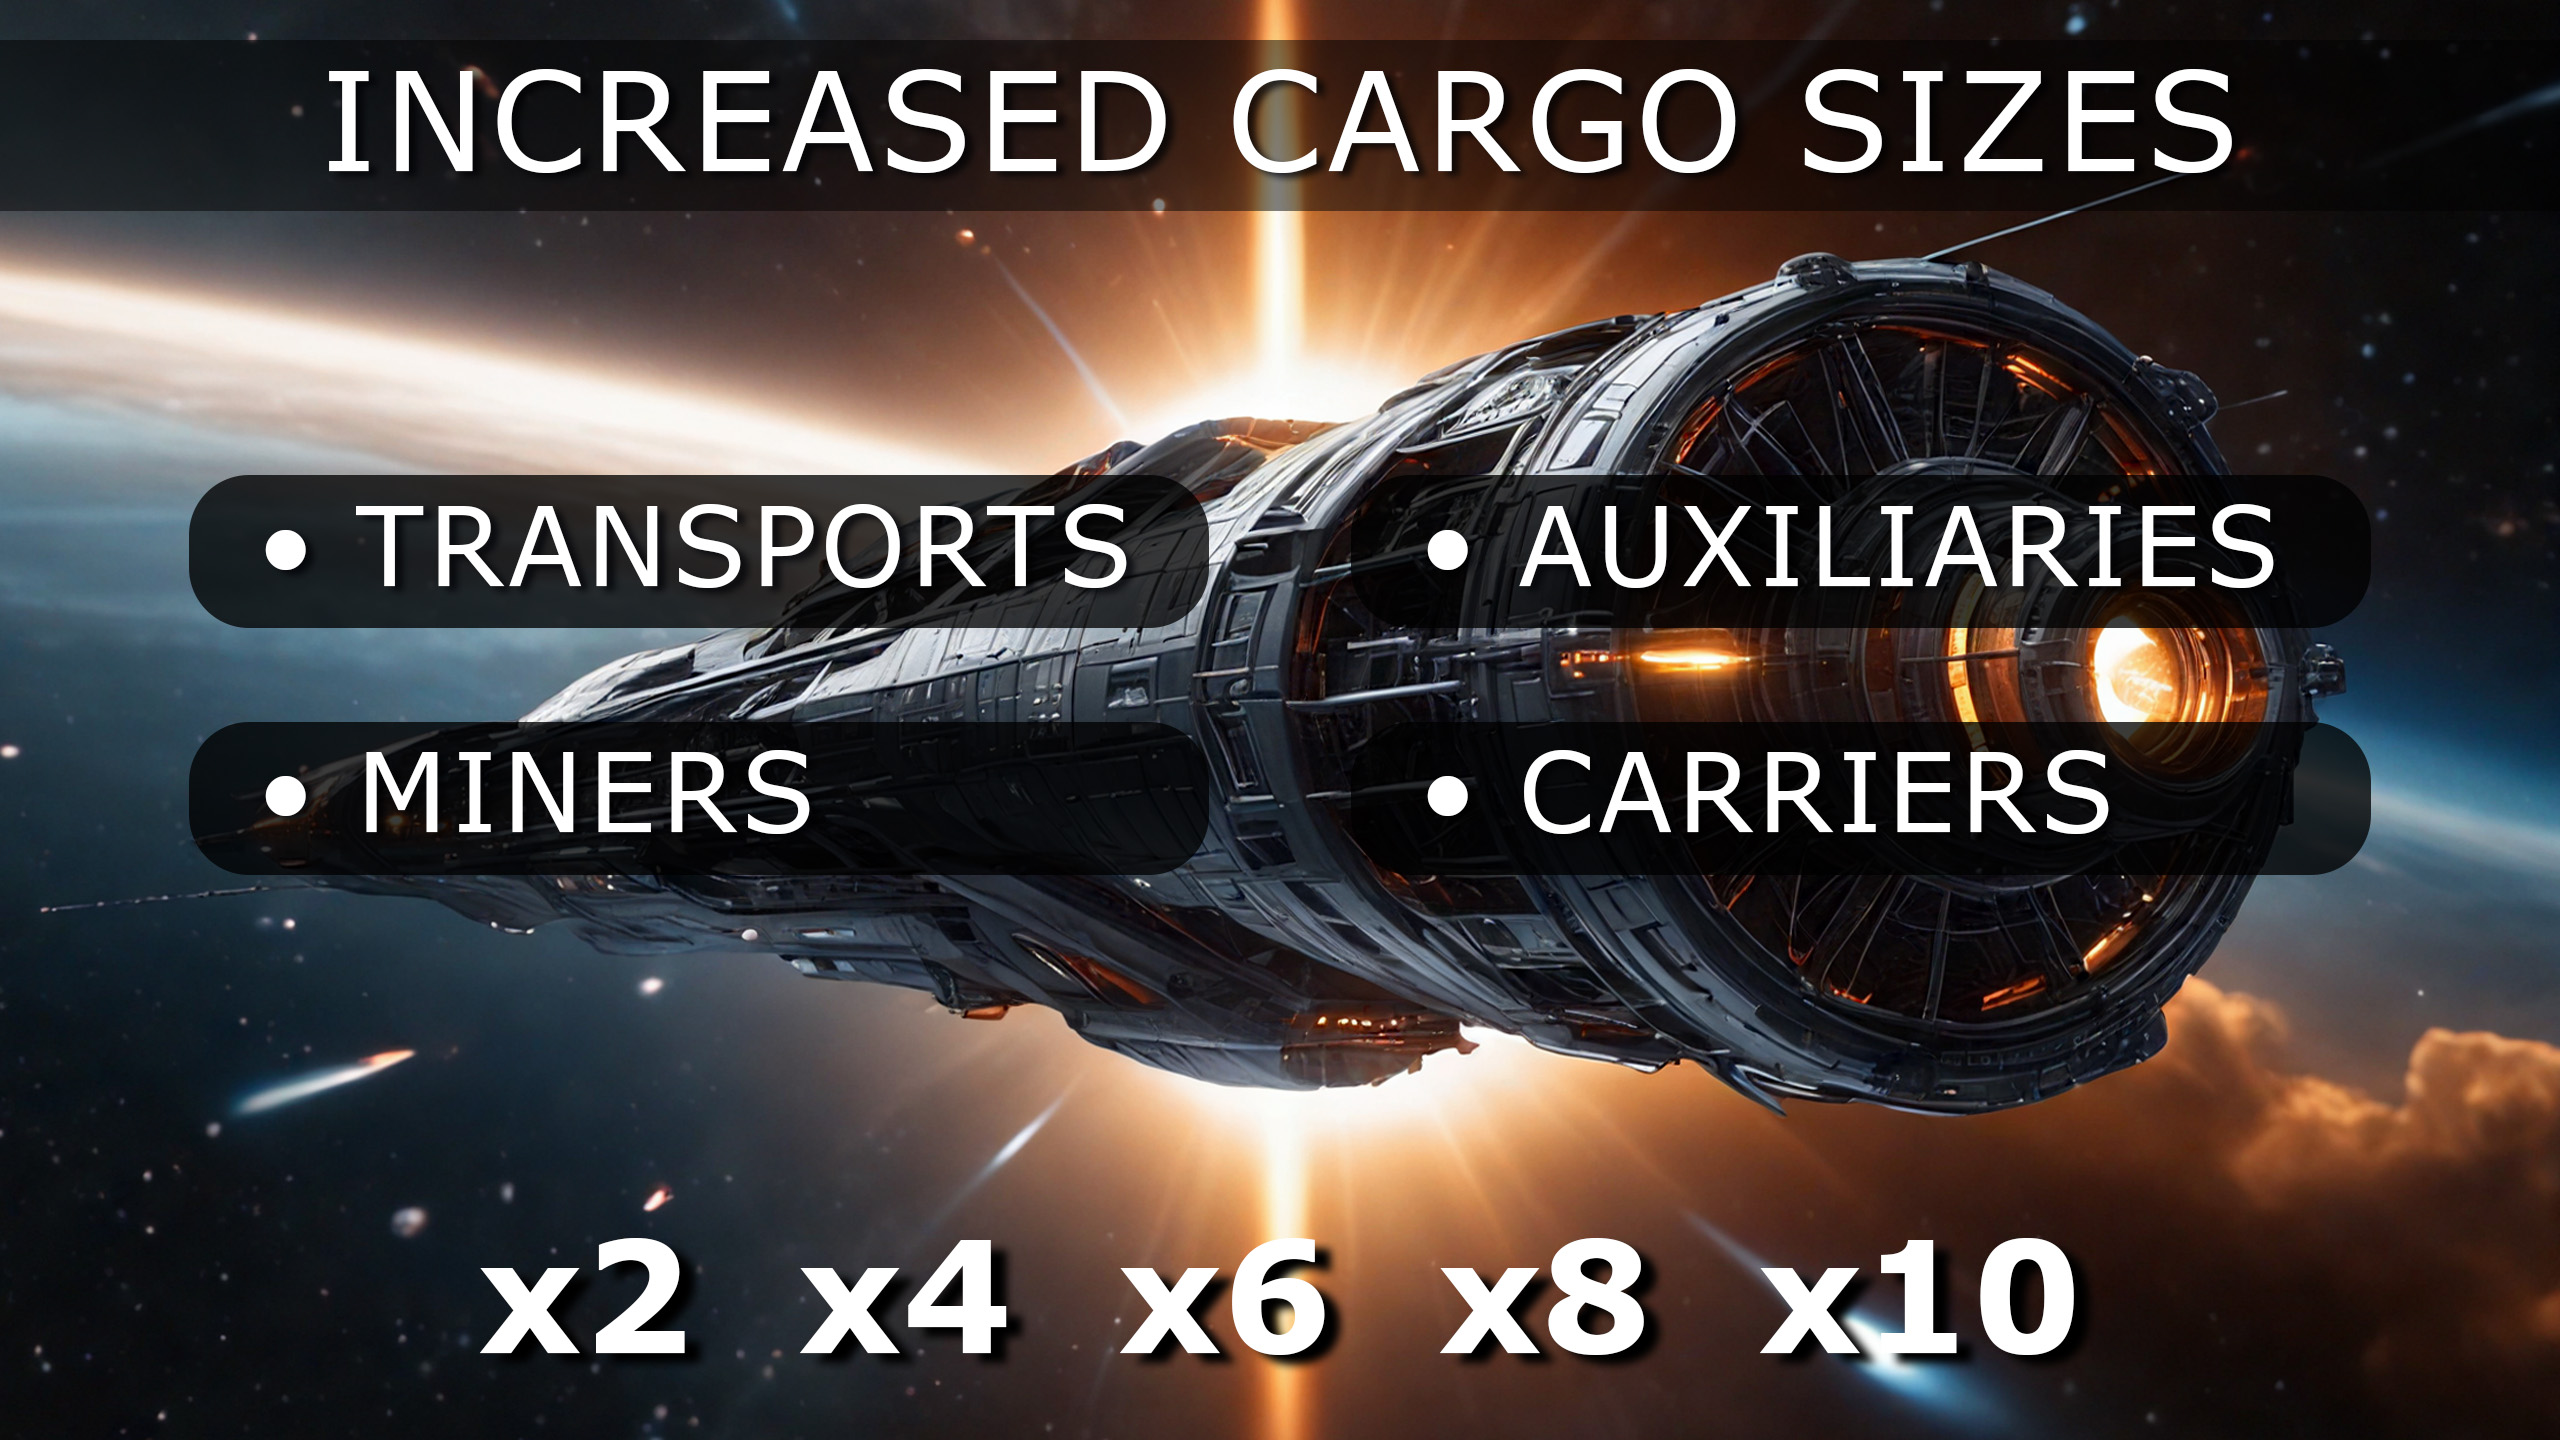 INCREASED CARGO SIZES
• TRANSPORTS
• AUXILIARIES
• MINERS
• CARRIERS
x2 x4 x6 x8 x10